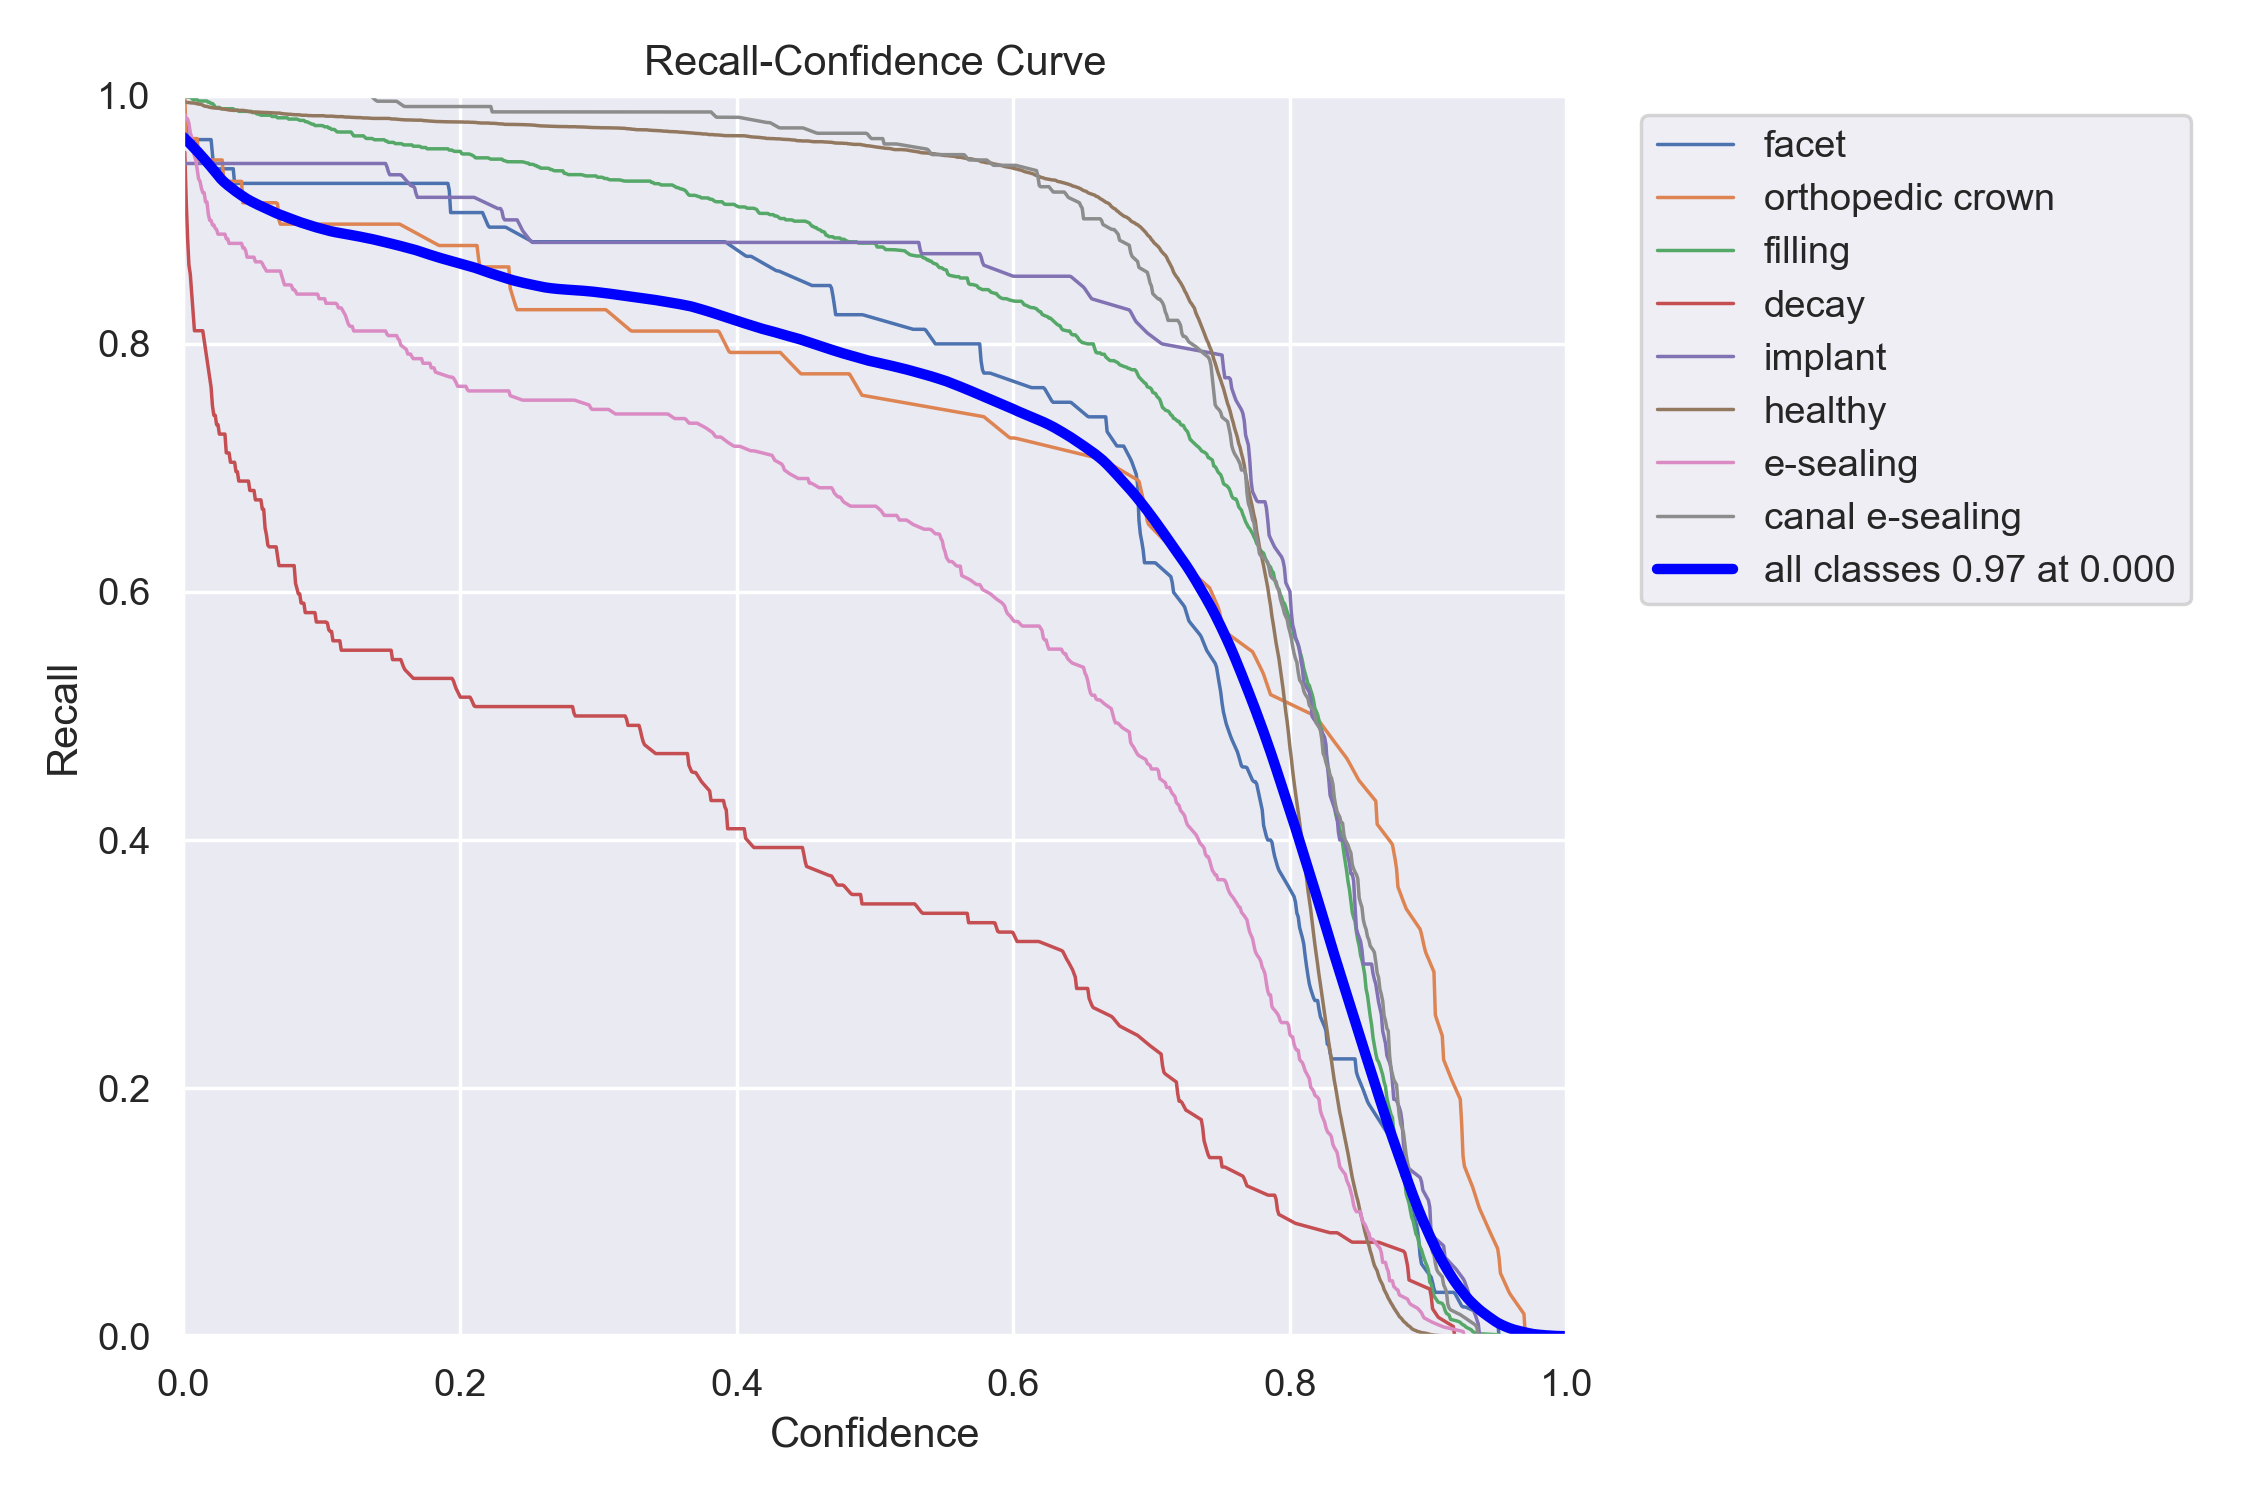 Recall-Confidence Curve
1.0
0.8
0.6
0.4
0.2
0.0
Recall
0.0 0.2 0.4 0.6 0.8 1.0
Confidence
facet
orthopedic crown
filling
decay
implant
healthy
e-sealing
canal e-sealing
all classes 0.97 at 0.000